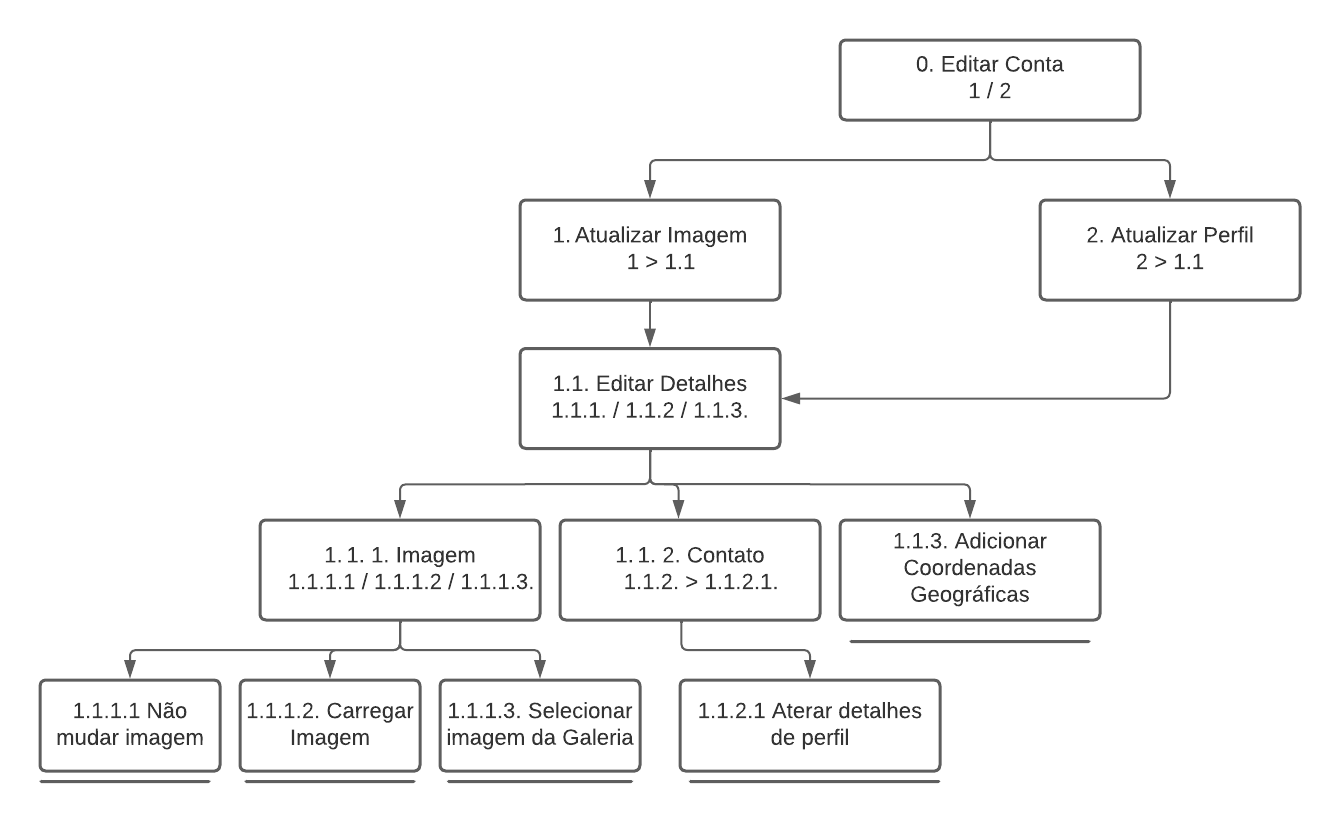 0. Editar Conta
1 / 2
1. Atualizar Imagem
1 > 1.1
2. Atualizar Perfil
2 > 1.1
1.1. Editar Detalhes
1.1.1. / 1.1.2 / 1.1.3.
1. 1. 1. Imagem
1.1.1.1 / 1.1.1.2 / 1.1.1.3.
1. 1. 2. Contato
1.1.2. > 1.1.2.1.
1.1.3. Adicionar
Coordenadas
Geográficas
1.1.1.1 Não
mudar imagem
1.1.1.2. Carregar
Imagem
1.1.1.3. Selecionar
imagem da Galeria
1.1.2.1 Aterar detalhes
de perfil